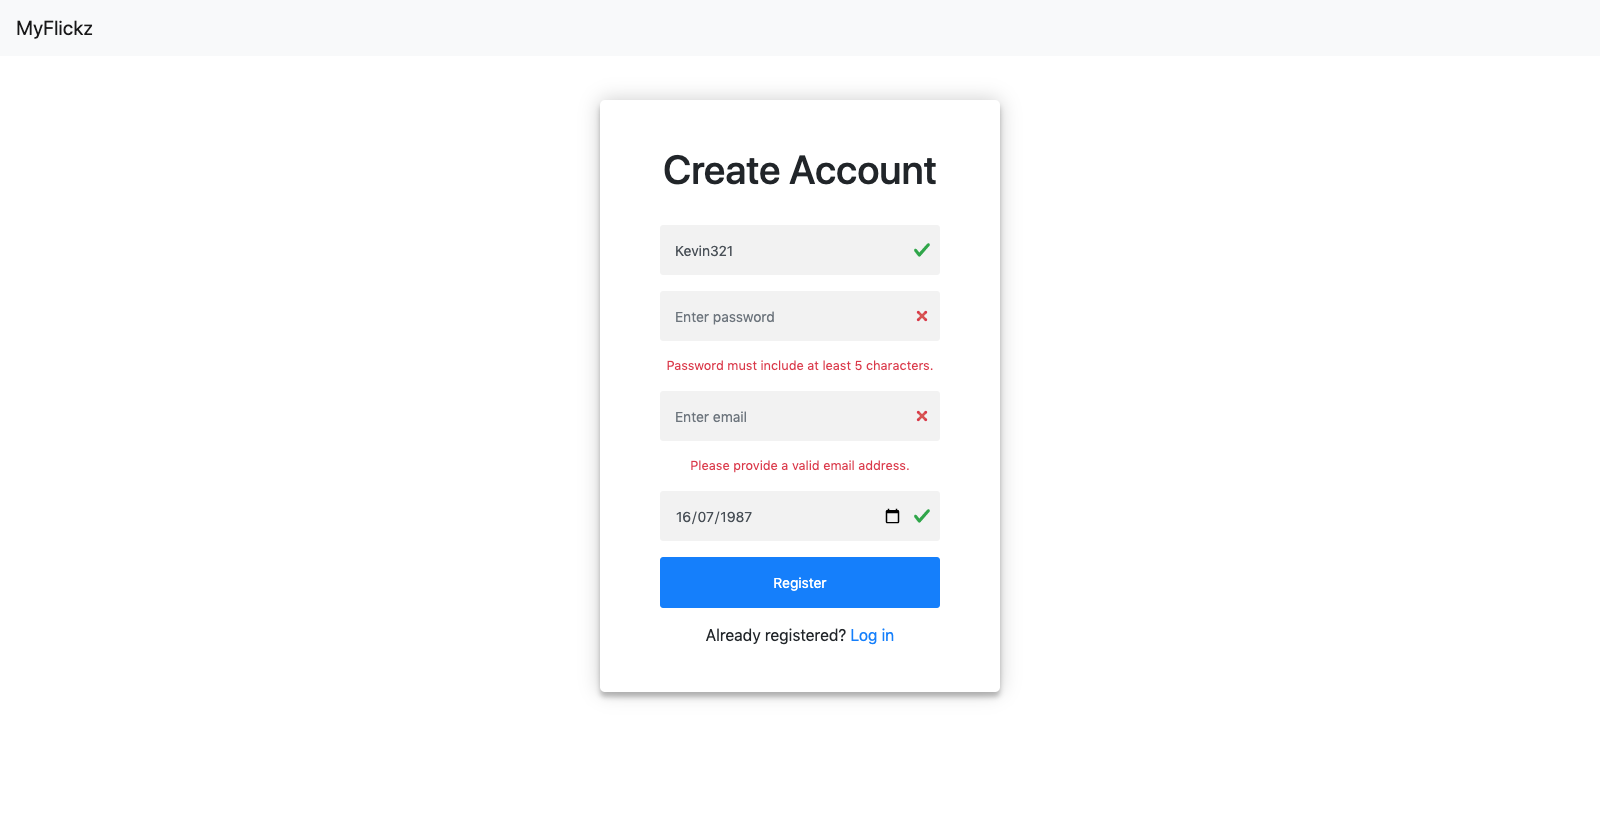 MyFlickz
Create Account
Kevin321
Enter password
Password must include at least 5 characters.
Enter email
Please provide a valid email address.
16/07/1987
Register
Already registered? Log in